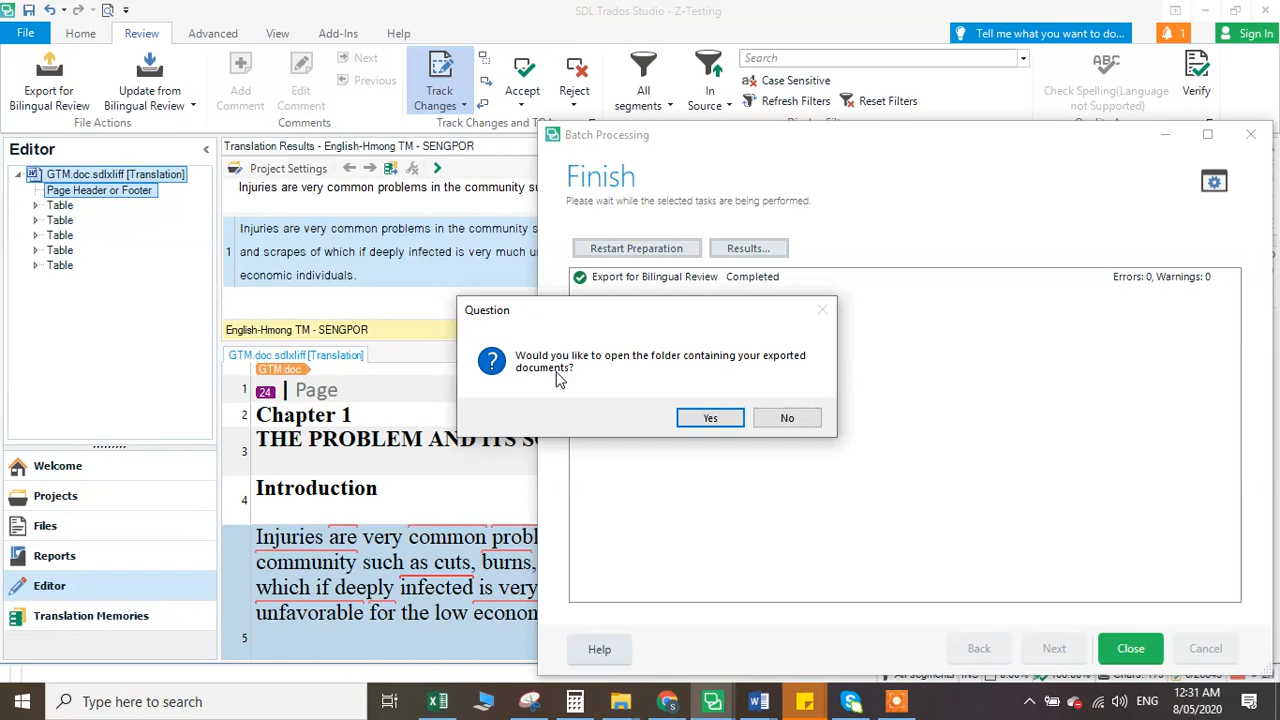 SDL Trados Studio - Z-Testing
File Home Review Advanced View Add-Ins Help
Tell me what you want to do...
1
Sign In
Export for
Bilingual Review
Update from
Bilingual Review
File Actions
Add
Comment
Edit
Comment
Next
Previous
Comments
Track
Changes
Accept
Reject
All
segments
In
Source
Search
Case Sensitive
Refresh Filters Reset Filters
ABC
Check Spelling(Language
not Supported)
Verify
Editor
GTM.doc.sdlxliff [Translation]
Page Header or Footer
Table
Table
Table
Table
Table
Welcome
Projects
Files
Reports
Editor
Translation Memories
Translation Results - English-Hmong TM - SENGPOR
Project Settings
Injuries are very common problems in the community
1
Injuries are very common problems in the community
and scrapes of which if deeply infected is very much
economic individuals.
English-Hmong TM - SENGPOR
GTM.doc.sdlxliff [Translation]
GTM.doc
1 24 | Page
2 Chapter 1
3 THE PROBLEM AND ITS
4 Introduction
5
Injuries are very common
community such as cuts, burns,
which if deeply infected is very
unfavorable for the low
Batch Processing
Finish
Please wait while the selected tasks are being performed.
Restart Preparation Results...
Export for Bilingual Review Completed Errors: 0, Warnings: 0
Question
Would you like to open the folder containing your exported
documents?
Yes No
Help Back Next Close Cancel
Type here to search
ENG
12:31 AM
8/05/2020